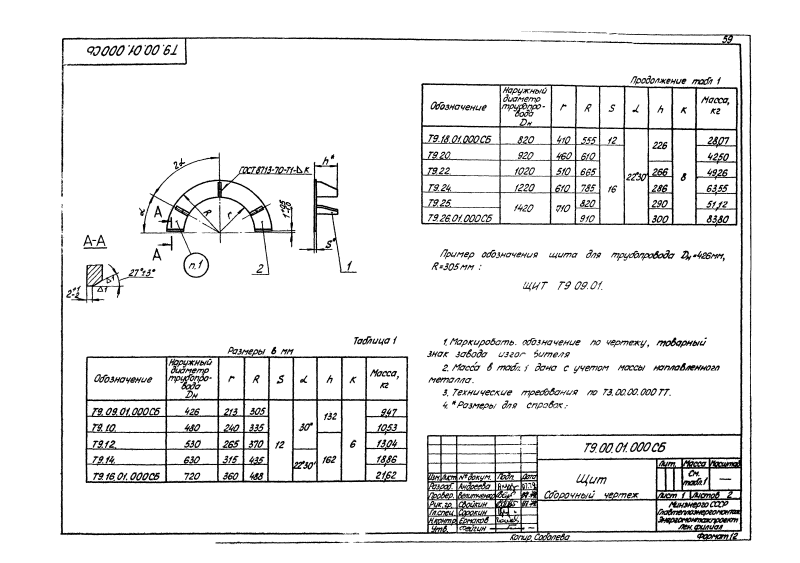 59
Т9.00.01.000СБ
Продолжение табл 1
Обозначение Наружный диаметр трубопровода Dн r R S α h к Масса, кг
Т9.18.01.000СБ 820 410 555 12 22°30' 226 8 28,07
Т9.20. 920 460 610 16 42,50
Т9.22. 1020 510 665 266 49,26
Т9.24. 1220 610 785 286 63,55
Т9.25. 1420 710 820 290 51,12
Т9.26.01.000СБ 910 300 83,80
2α
ГОСТ 8713-70-Т1-△ К
h*
α
А
R
r
А
S*
п.1
2
1
А-А
27°±3°
△1
△1
Пример обозначения щита для трубопровода Dн=426мм,
R=305мм :
ЩИТ Т9 09.01.
Таблица 1
Размеры в мм
Обозначение Наружный диаметр трубопровода Dн r R S α h к Масса, кг
Т9.09.01.000СБ 426 213 305 12 30° 132 6 9,47
Т9.10. 480 240 335 10,53
Т9.12. 530 265 370 162 13,04
Т9.14. 630 315 435 22°30' 18,86
Т9.16.01.000СБ 720 360 488 21,62
1. Маркировать. обозначение по чертежу, товарный
знак завода изгот вителя
2. Масса в табл.1 дана с учетом массы наплавленного
металла.
3. Технические требования по Т3.00.00.000 ТТ.
4. * Размеры для справок.
Т9.00.01.000СБ
Щит
Сборочный чертеж
Лит. Масса Масштаб
См. табл.1 —
Лист 1 Листов 2
Изм Лист № докум. Подп. Дата
Разраб. Андреева
Провер.
Рук.гр. Свойкин
Гл.спец. Сорокин
Н.контр. Ермаков
Утв.
Минэнерго СССР
Главтеплоэнергомонтаж
Энергомонтажпроект
Лен. филиал
Копир. Соболева
Формат 12